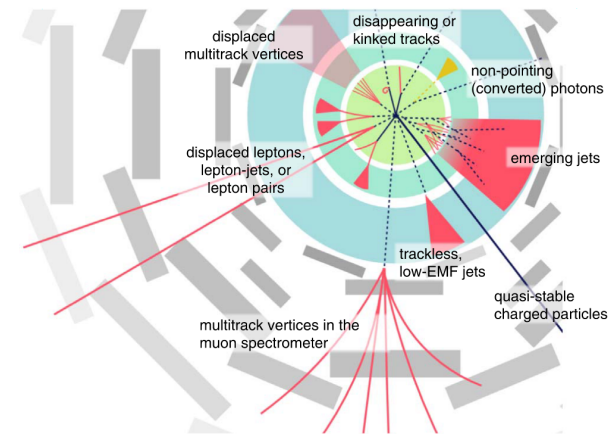 disappearing or
kinked tracks
displaced
multitrack vertices
non-pointing
(converted) photons
displaced leptons,
lepton-jets, or
lepton pairs
emerging jets
trackless,
low-EMF jets
quasi-stable
charged particles
multitrack vertices in the
muon spectrometer